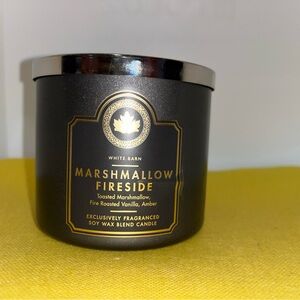 WHITE BARN
MARSHMALLOW
FIRESIDE
Toasted Marshmallow,
Fire Roasted Vanilla, Amber
EXCLUSIVELY FRAGRANCED
SOY WAX BLEND CANDLE